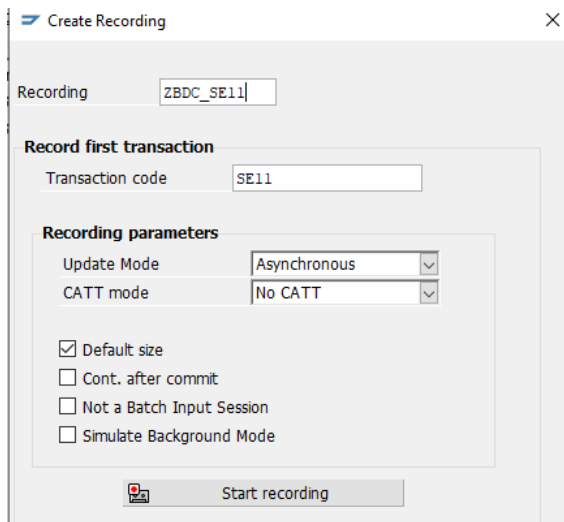 Create Recording
Recording ZBDC_SE11
Record first transaction
Transaction code SE11
Recording parameters
Update Mode Asynchronous
CATT mode No CATT
Default size
Cont. after commit
Not a Batch Input Session
Simulate Background Mode
Start recording